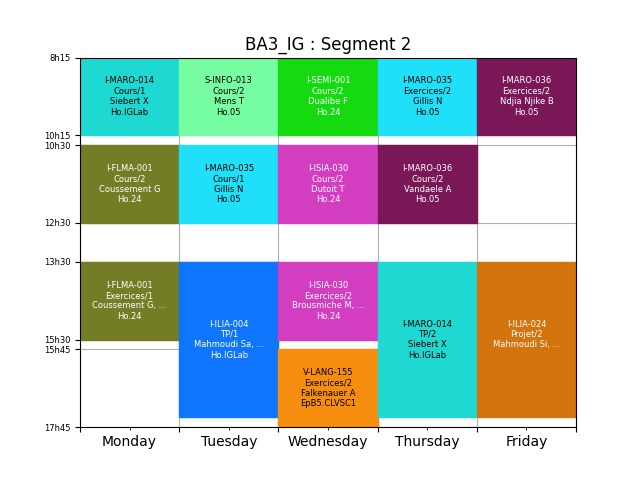 BA3_IG : Segment 2
8h15
10h15
10h30
12h30
13h30
15h30
15h45
17h45
I-MARO-014
Cours/1
Siebert X
Ho.IGLab
S-INFO-013
Cours/2
Mens T
Ho.05
I-SEMI-001
Cours/2
Dualibe F
Ho.24
I-MARO-035
Exercices/2
Gillis N
Ho.05
I-MARO-036
Exercices/2
Ndjia Njike B
Ho.05
I-FLMA-001
Cours/2
Coussement G
Ho.24
I-MARO-035
Cours/1
Gillis N
Ho.05
I-ISIA-030
Cours/2
Dutoit T
Ho.24
I-MARO-036
Cours/2
Vandaele A
Ho.05
I-FLMA-001
Exercices/1
Coussement G, ...
Ho.24
I-ILIA-004
TP/1
Mahmoudi Sa, ...
Ho.IGLab
I-ISIA-030
Exercices/2
Brousmiche M, ...
Ho.24
V-LANG-155
Exercices/2
Falkenauer A
EpB5.CLVSC1
I-MARO-014
TP/2
Siebert X
Ho.IGLab
I-ILIA-024
Projet/2
Mahmoudi Si, ...
Monday
Tuesday
Wednesday
Thursday
Friday